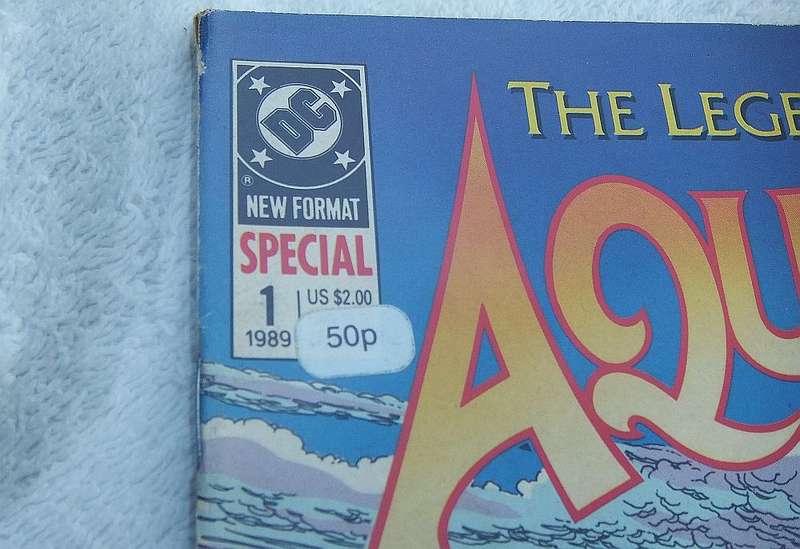 DC
®
NEW FORMAT
SPECIAL
1 US $2.00
1989
50p
THE LEGE
AQU